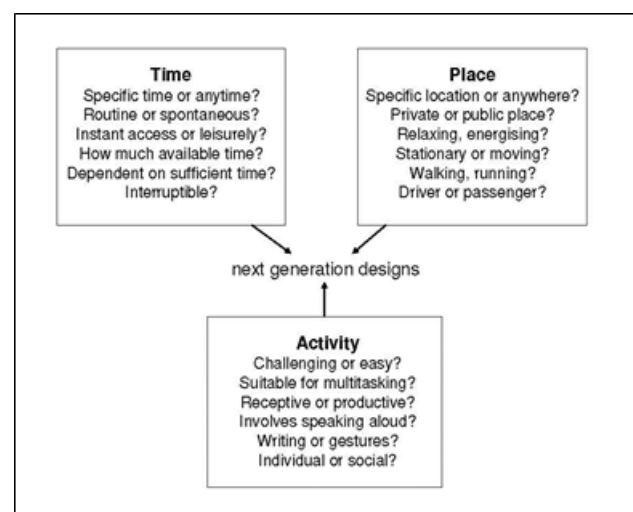 Time
Specific time or anytime?
Routine or spontaneous?
Instant access or leisurely?
How much available time?
Dependent on sufficient time?
Interruptible?
Place
Specific location or anywhere?
Private or public place?
Relaxing, energising?
Stationary or moving?
Walking, running?
Driver or passenger?
next generation designs
Activity
Challenging or easy?
Suitable for multitasking?
Receptive or productive?
Involves speaking aloud?
Writing or gestures?
Individual or social?